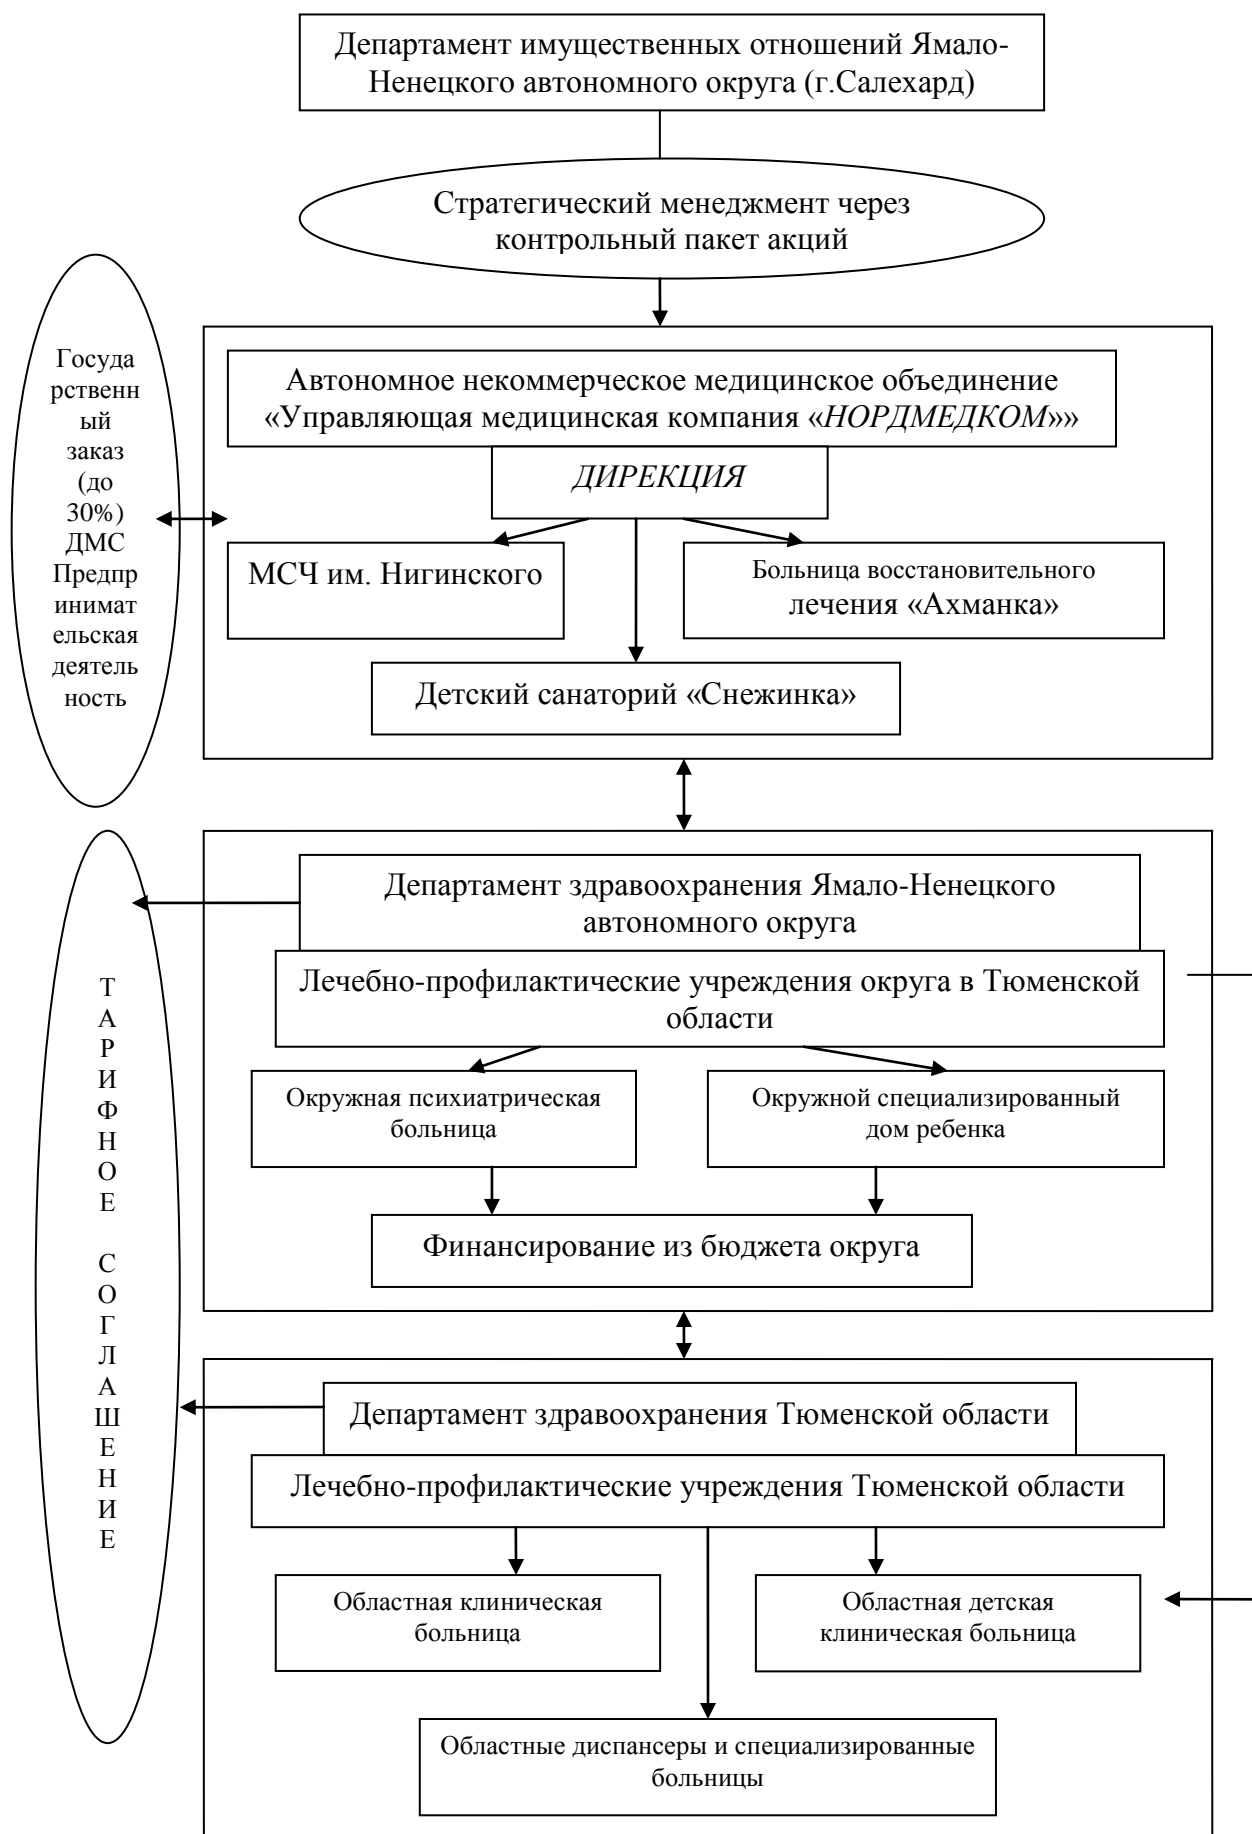 Департамент имущественных отношений Ямало-
Ненецкого автономного округа (г.Салехард)
Стратегический менеджмент через
контрольный пакет акций
Госуда
рственн
ый
заказ
(до
30%)
ДМС
Предпр
инимат
ельская
деятель
ность
Автономное некоммерческое медицинское объединение
«Управляющая медицинская компания «НОРДМЕДКОМ»»
ДИРЕКЦИЯ
МСЧ им. Нигинского
Больница восстановительного
лечения «Ахманка»
Детский санаторий «Снежинка»
Т
А
Р
И
Ф
Н
О
Е
С
О
Г
Л
А
Ш
Е
Н
И
Е
Департамент здравоохранения Ямало-Ненецкого
автономного округа
Лечебно-профилактические учреждения округа в Тюменской
области
Окружная психиатрическая
больница
Окружной специализированный
дом ребенка
Финансирование из бюджета округа
Департамент здравоохранения Тюменской области
Лечебно-профилактические учреждения Тюменской области
Областная клиническая
больница
Областная детская
клиническая больница
Областные диспансеры и специализированные
больницы